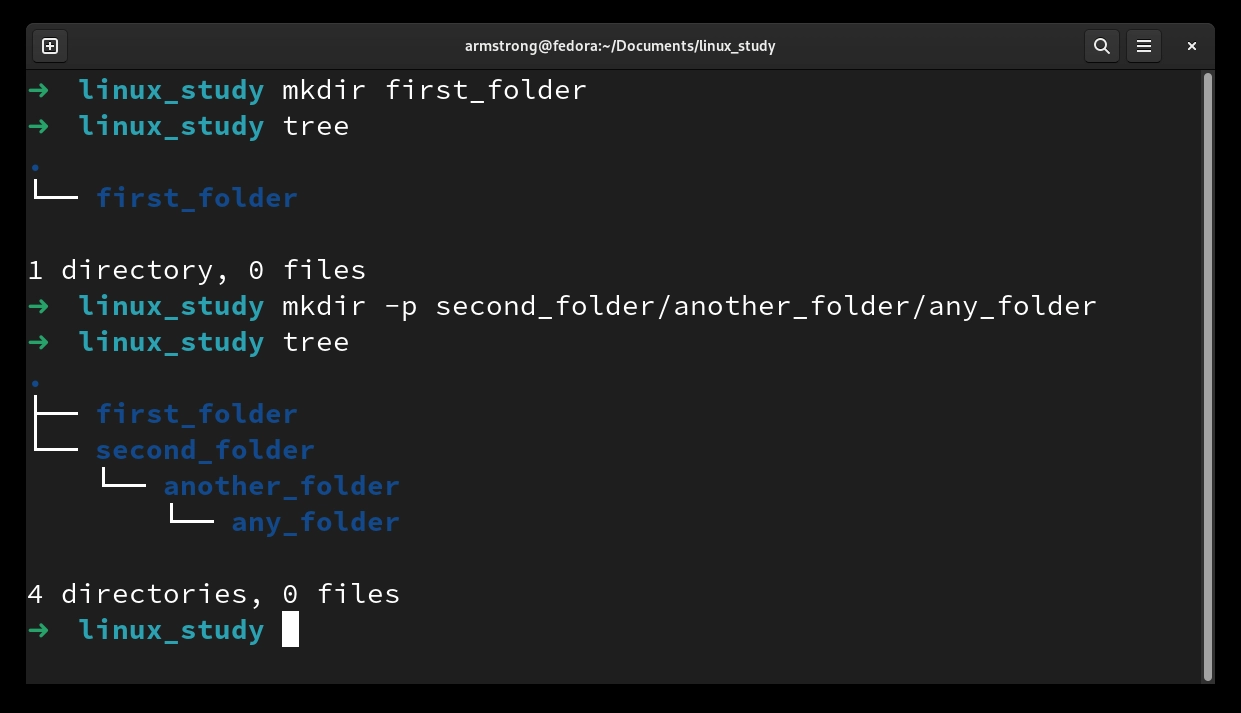 armstrong@fedora:~/Documents/linux_study
➜ linux_study mkdir first_folder
➜ linux_study tree
.
└── first_folder
1 directory, 0 files
➜ linux_study mkdir -p second_folder/another_folder/any_folder
➜ linux_study tree
.
├── first_folder
└── second_folder
    └── another_folder
        └── any_folder
4 directories, 0 files
➜ linux_study